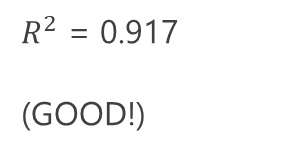 R² = 0.917
(GOOD!)